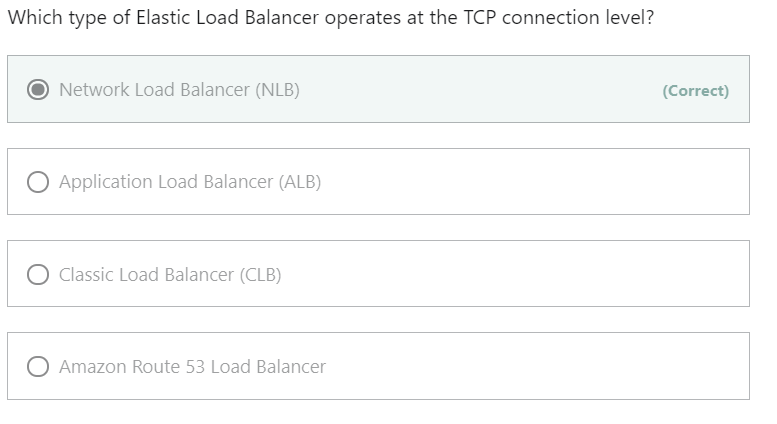 Which type of Elastic Load Balancer operates at the TCP connection level?
Network Load Balancer (NLB) (Correct)
Application Load Balancer (ALB)
Classic Load Balancer (CLB)
Amazon Route 53 Load Balancer